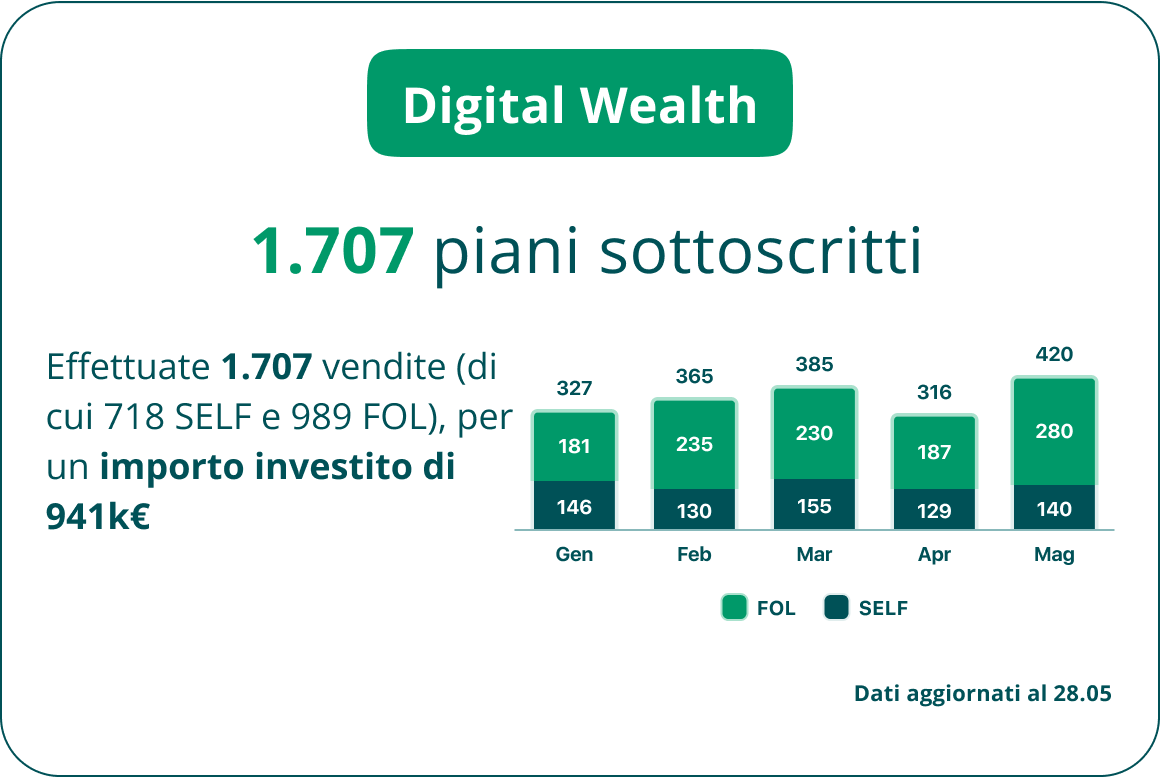 Digital Wealth
1.707 piani sottoscritti
Effettuate 1.707 vendite (di
cui 718 SELF e 989 FOL), per
un importo investito di
941k€
327 365 385 316 420
181 235 230 187 280
146 130 155 129 140
Gen Feb Mar Apr Mag
FOL SELF
Dati aggiornati al 28.05